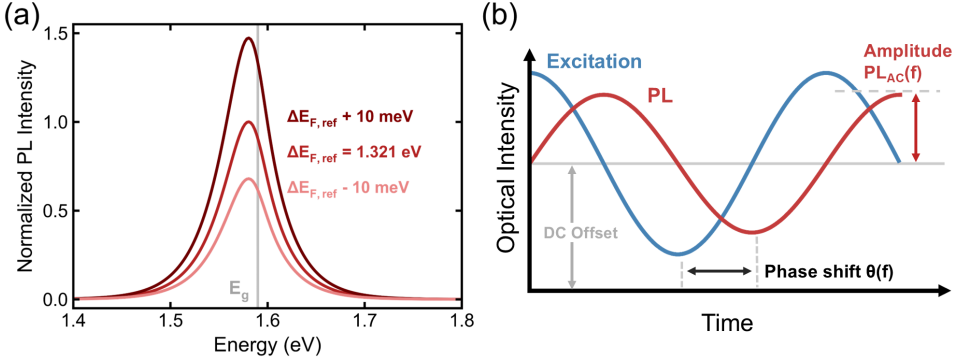 (a)
Normalized PL Intensity
1.5
1.0
0.5
0.0
ΔE_F, ref + 10 meV
ΔE_F, ref = 1.321 eV
ΔE_F, ref - 10 meV
E_g
1.4 1.5 1.6 1.7 1.8
Energy (eV)
(b)
Optical Intensity
Excitation
PL
Amplitude
PL_AC(f)
DC Offset
Phase shift θ(f)
Time